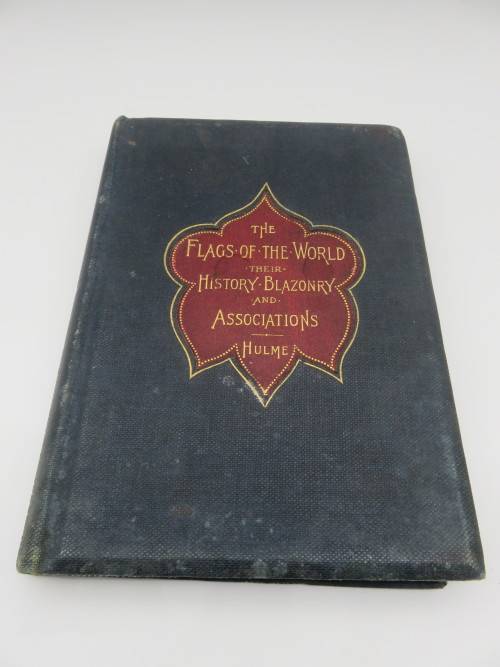 THE
FLAGS·OF·THE·WORLD
·THEIR·
HISTORY·BLAZONRY
·AND·
ASSOCIATIONS
HULME